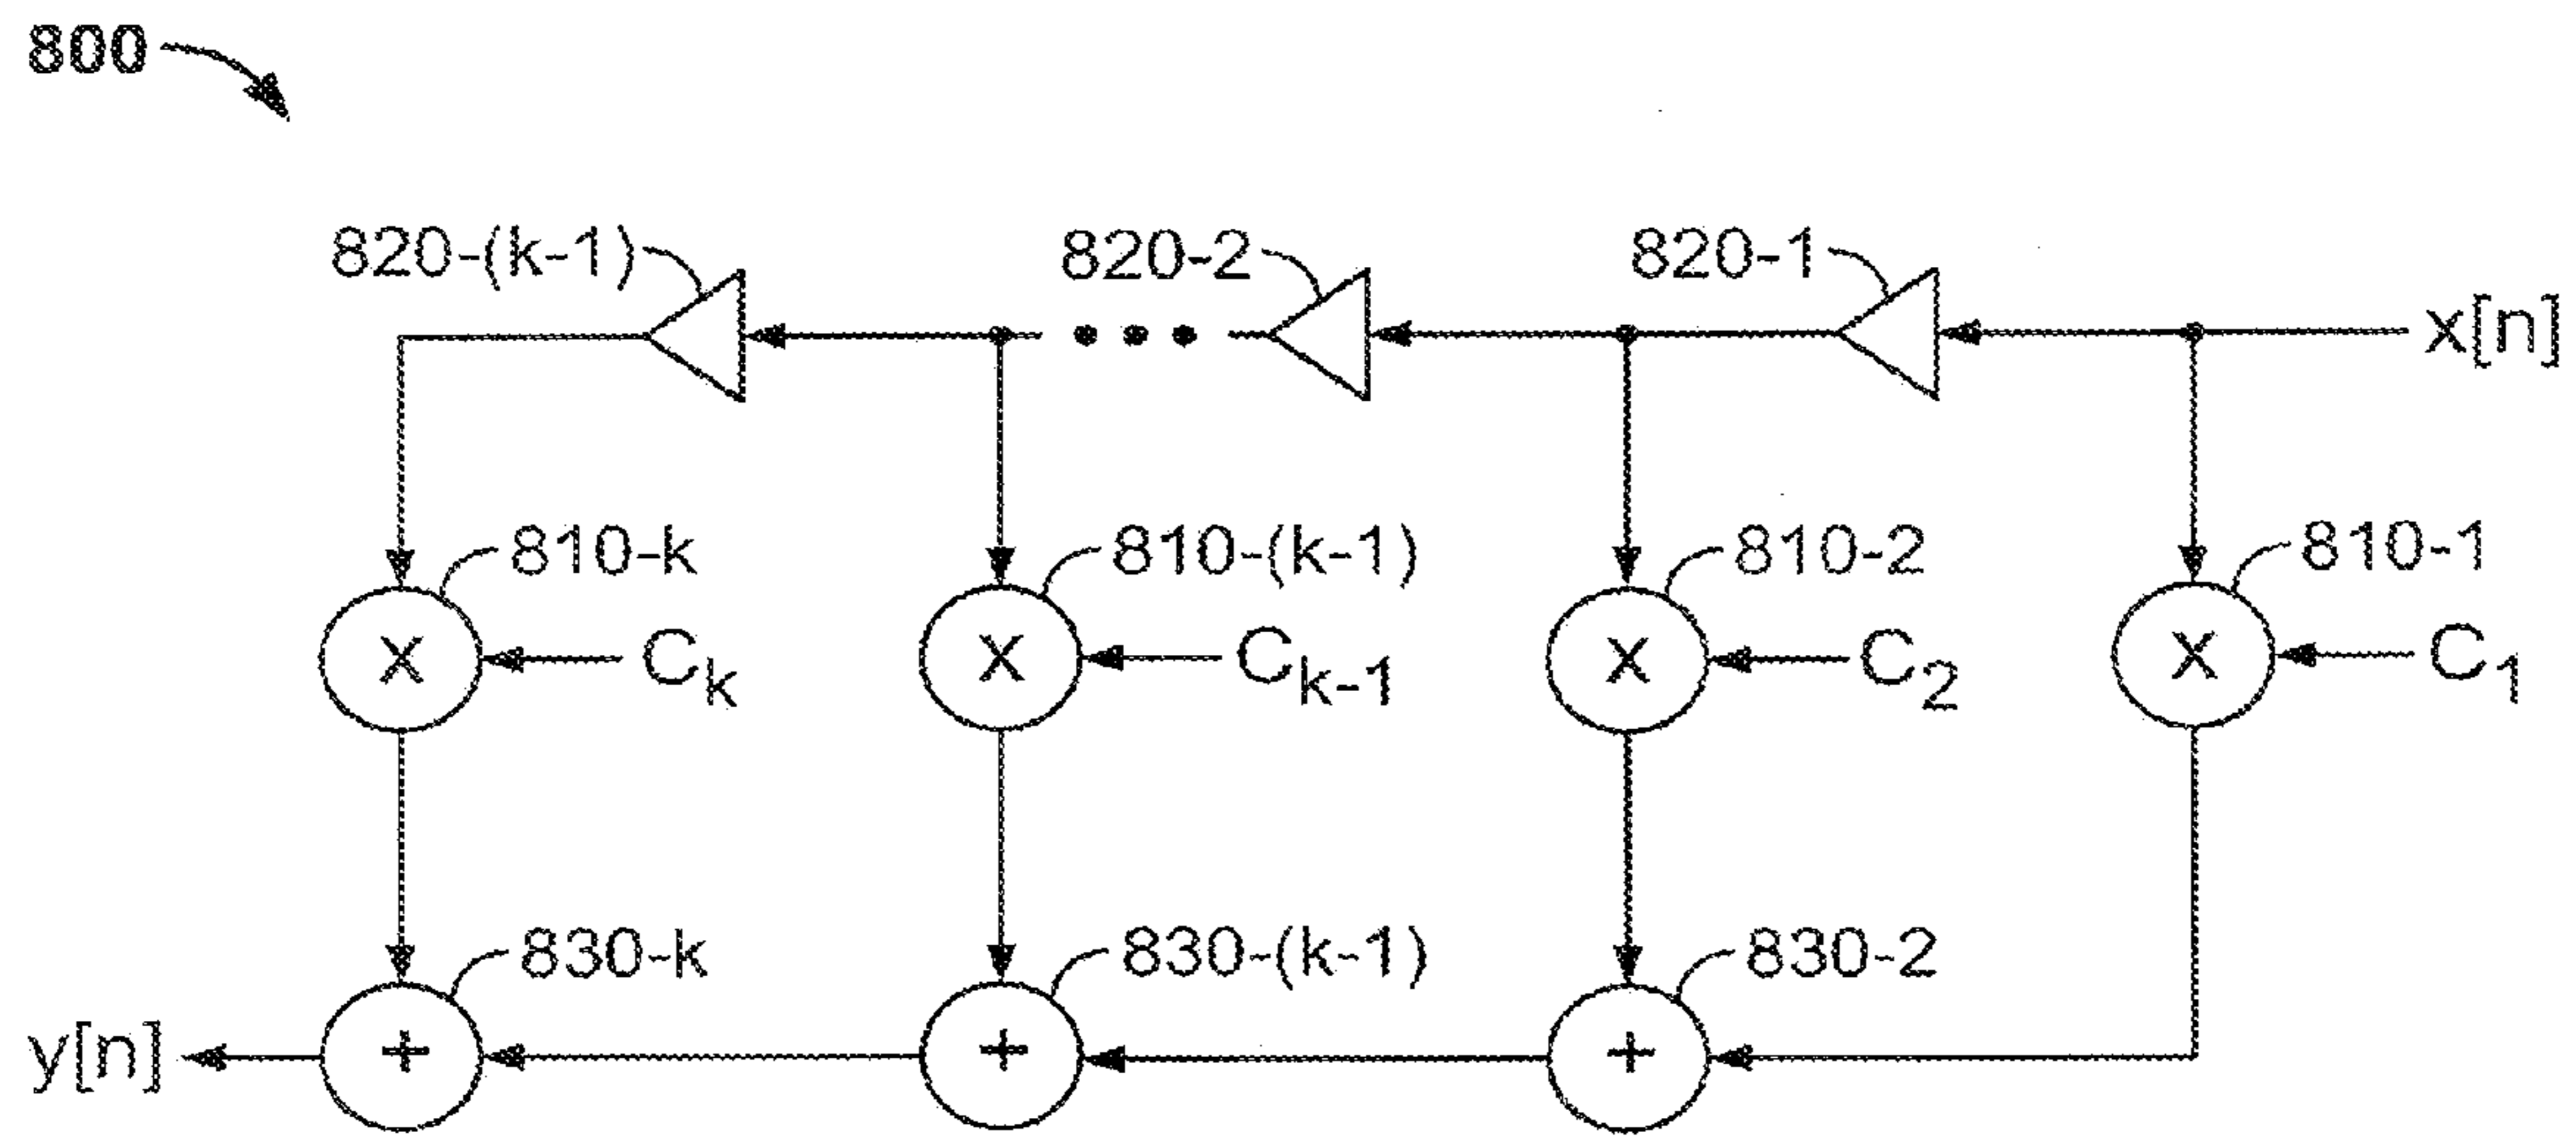 800
820-(k-1) 820-2 820-1
x[n]
810-k 810-(k-1) 810-2 810-1
x Ck x Ck-1 x C2 x C1
830-k 830-(k-1) 830-2
y[n] + + +